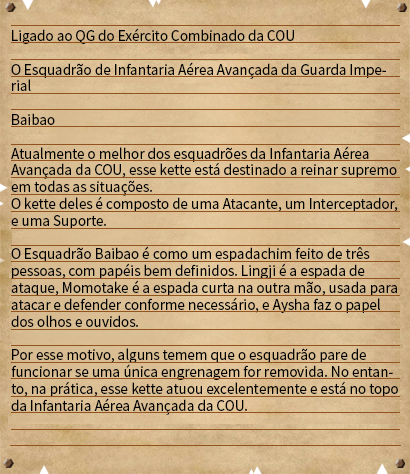 Ligado ao QG do Exército Combinado da COU
O Esquadrão de Infantaria Aérea Avançada da Guarda Impe-
rial
Baibao
Atualmente o melhor dos esquadrões da Infantaria Aérea
Avançada da COU, esse kette está destinado a reinar supremo
em todas as situações.
O kette deles é composto de uma Atacante, um Interceptador,
e uma Suporte.
O Esquadrão Baibao é como um espadachim feito de três
pessoas, com papéis bem definidos. Lingji é a espada de
ataque, Momotake é a espada curta na outra mão, usada para
atacar e defender conforme necessário, e Aysha faz o papel
dos olhos e ouvidos.
Por esse motivo, alguns temem que o esquadrão pare de
funcionar se uma única engrenagem for removida. No entan-
to, na prática, esse kette atuou excelentemente e está no topo
da Infantaria Aérea Avançada da COU.